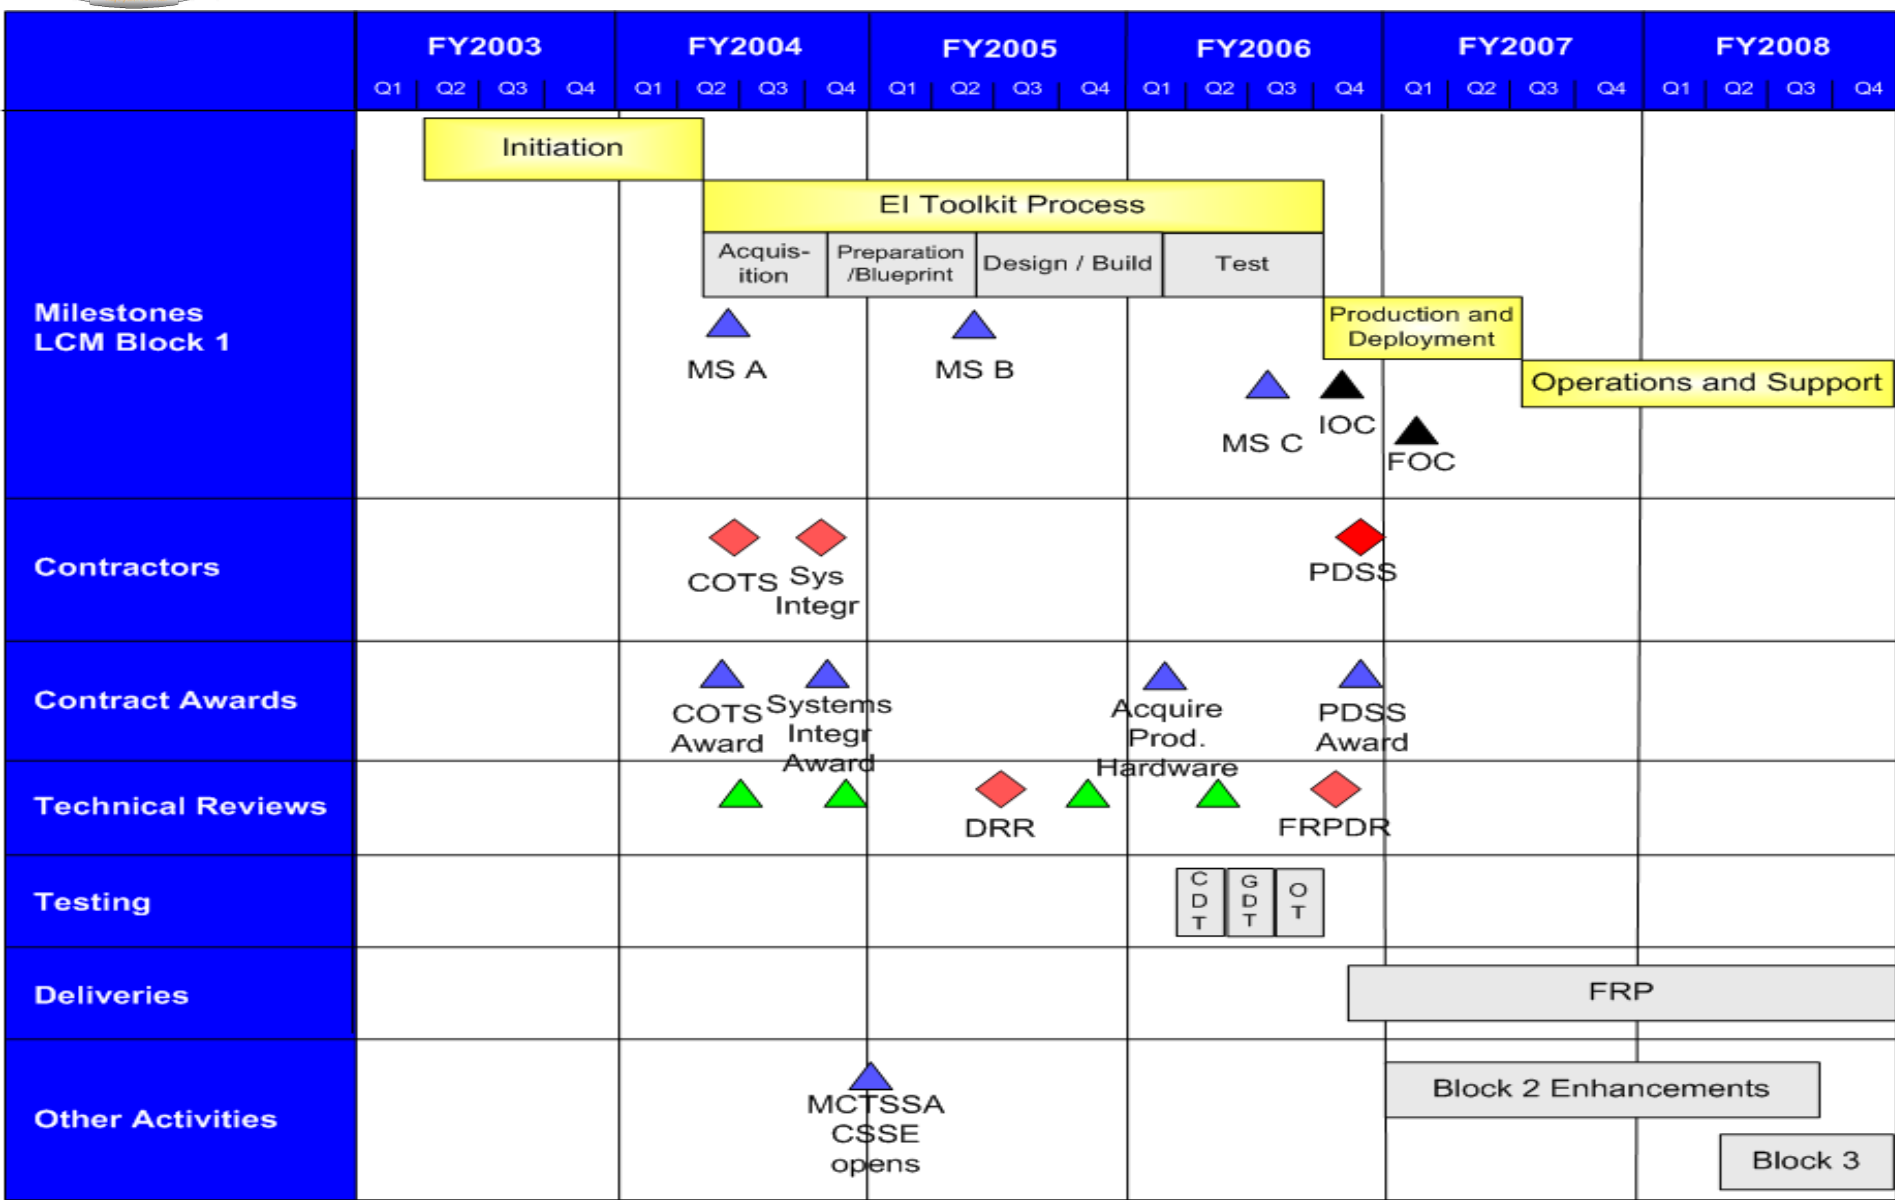 FY2003 FY2004 FY2005 FY2006 FY2007 FY2008
Q1 Q2 Q3 Q4 Q1 Q2 Q3 Q4 Q1 Q2 Q3 Q4 Q1 Q2 Q3 Q4 Q1 Q2 Q3 Q4 Q1 Q2 Q3 Q4
Milestones
LCM Block 1
Initiation
EI Toolkit Process
Acquis-
ition
Preparation
/Blueprint
Design / Build
Test
Production and
Deployment
Operations and Support
MS A
MS B
MS C
IOC
FOC
Contractors
COTS
Sys
Integr
PDSS
Contract Awards
COTS
Award
Systems
Integr
Award
Acquire
Prod.
Hardware
PDSS
Award
Technical Reviews
DRR
FRPDR
Testing
C
D
T
G
D
T
O
T
Deliveries
FRP
Other Activities
MCTSSA
CSSE
opens
Block 2 Enhancements
Block 3